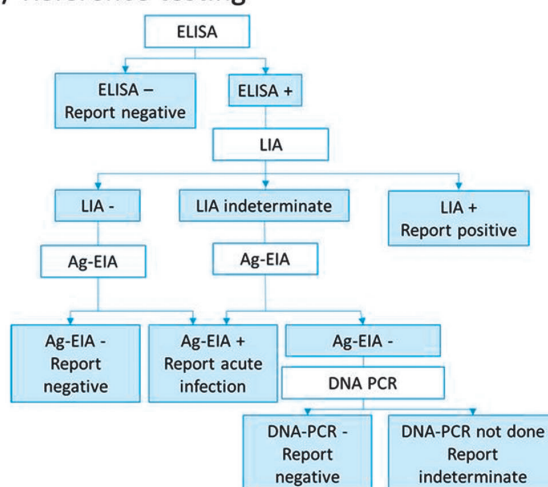 Reference Testing
ELISA
ELISA –
Report negative
ELISA +
LIA
LIA -
LIA indeterminate
LIA +
Report positive
Ag-EIA
Ag-EIA
Ag-EIA -
Report
negative
Ag-EIA +
Report acute
infection
Ag-EIA -
DNA PCR
DNA-PCR -
Report
negative
DNA-PCR not done
Report
indeterminate